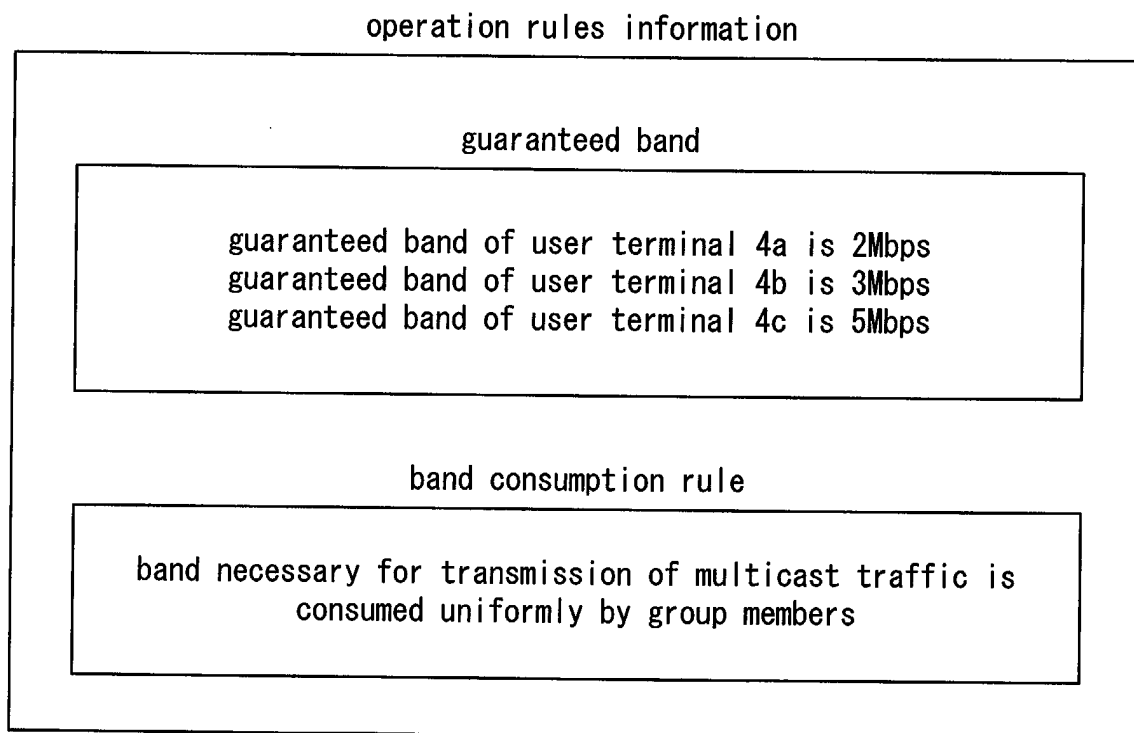 operation rules information
guaranteed band
guaranteed band of user terminal 4a is 2Mbps
guaranteed band of user terminal 4b is 3Mbps
guaranteed band of user terminal 4c is 5Mbps
band consumption rule
band necessary for transmission of multicast traffic is
consumed uniformly by group members